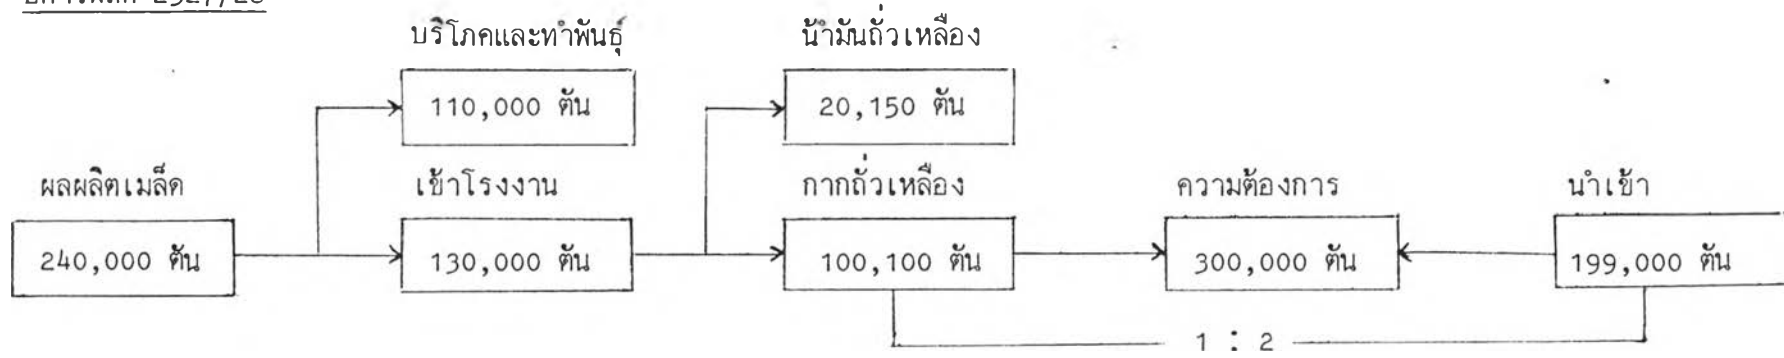 บริโภคและทำพันธุ์ น้ำมันถั่วเหลือง
110,000 ตัน 20,150 ตัน
ผลผลิตเมล็ด เข้าโรงงาน กากถั่วเหลือง ความต้องการ นำเข้า
240,000 ตัน 130,000 ตัน 100,100 ตัน 300,000 ตัน 199,000 ตัน
1 : 2